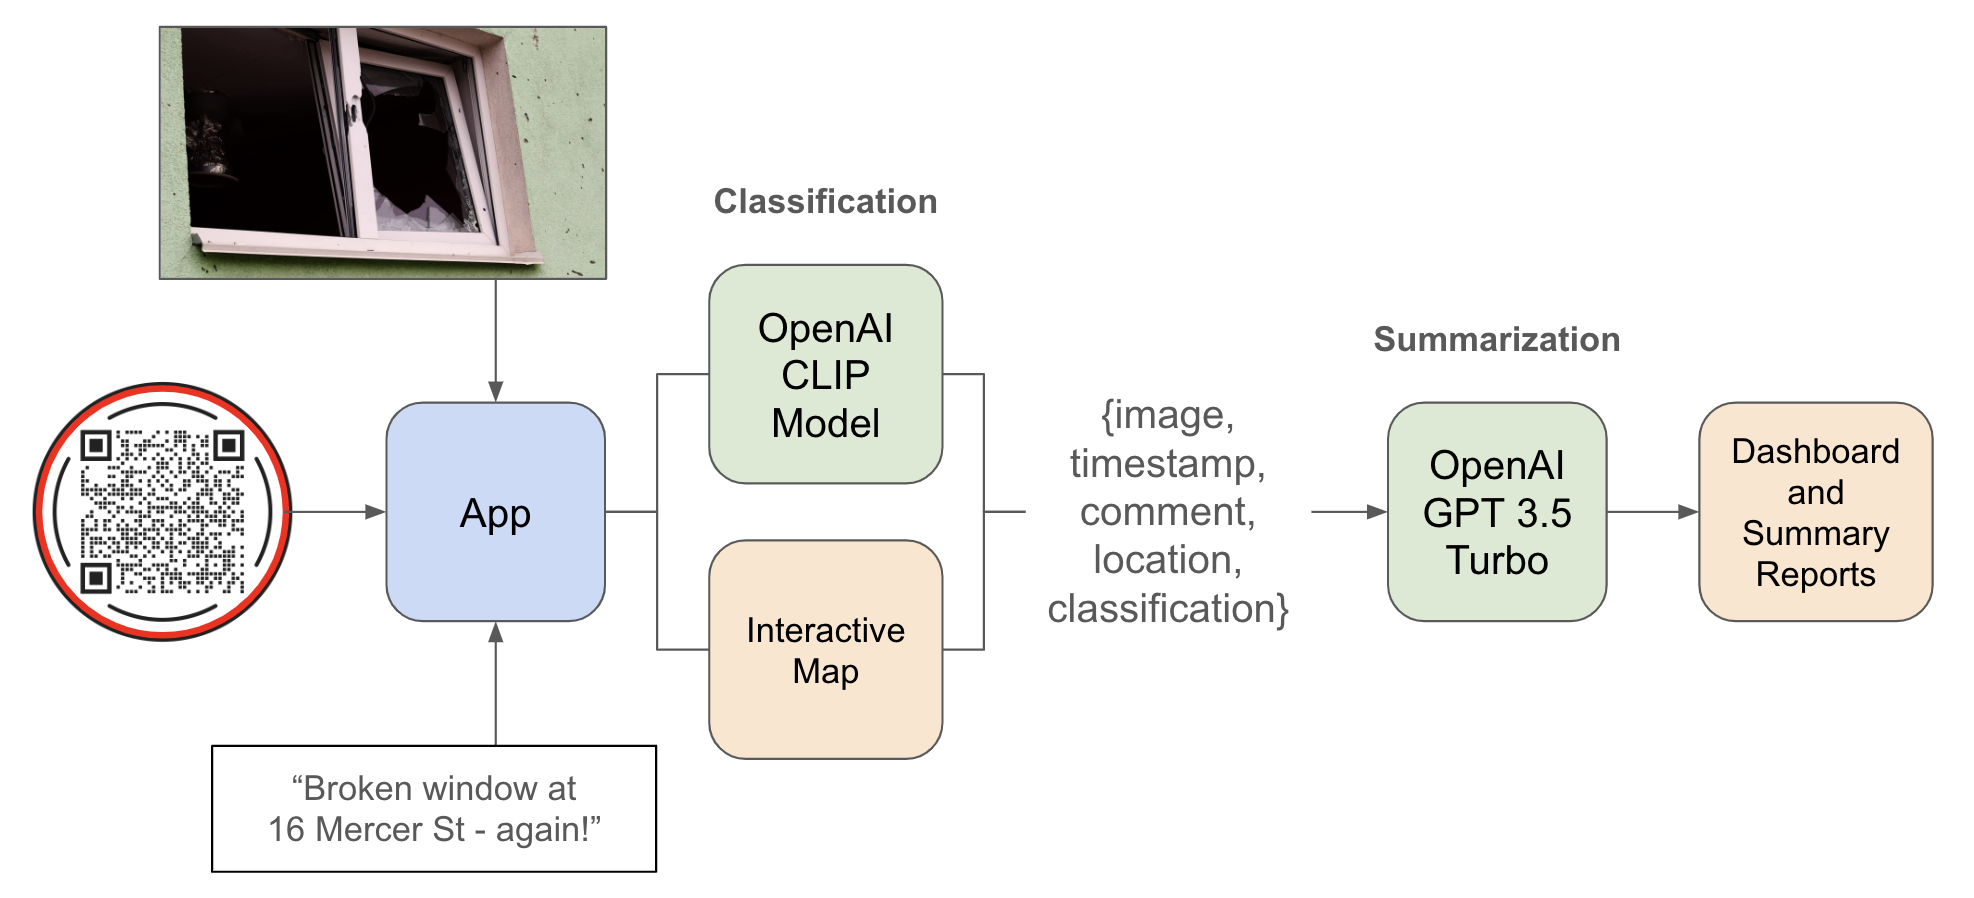 Classification
OpenAI
CLIP
Model
Summarization
{image,
timestamp,
comment,
location,
classification}
OpenAI
GPT 3.5
Turbo
Dashboard
and
Summary
Reports
App
Interactive
Map
“Broken window at
16 Mercer St - again!”